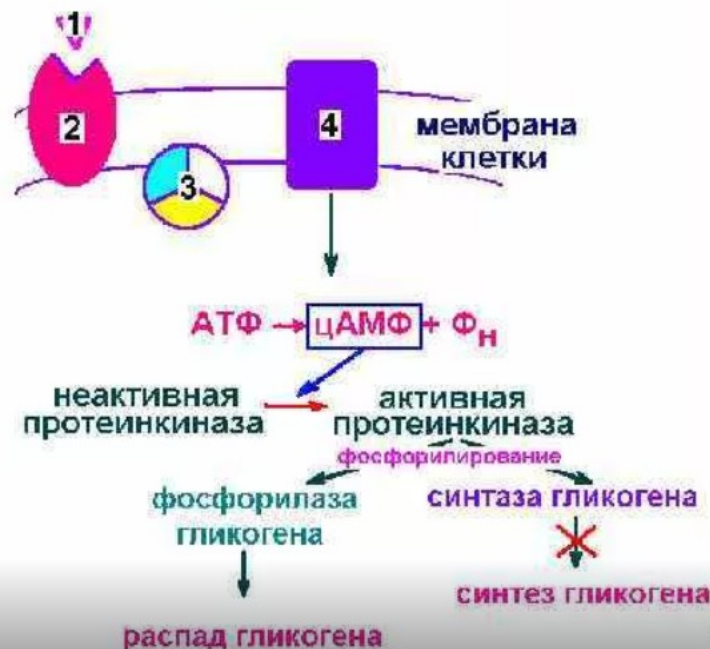 1
2
3
4
мембрана
клетки
АТФ → цАМФ + Фн
неактивная
протеинкиназа
активная
протеинкиназа
фосфорилирование
фосфорилаза
гликогена
синтаза гликогена
синтез гликогена
распад гликогена